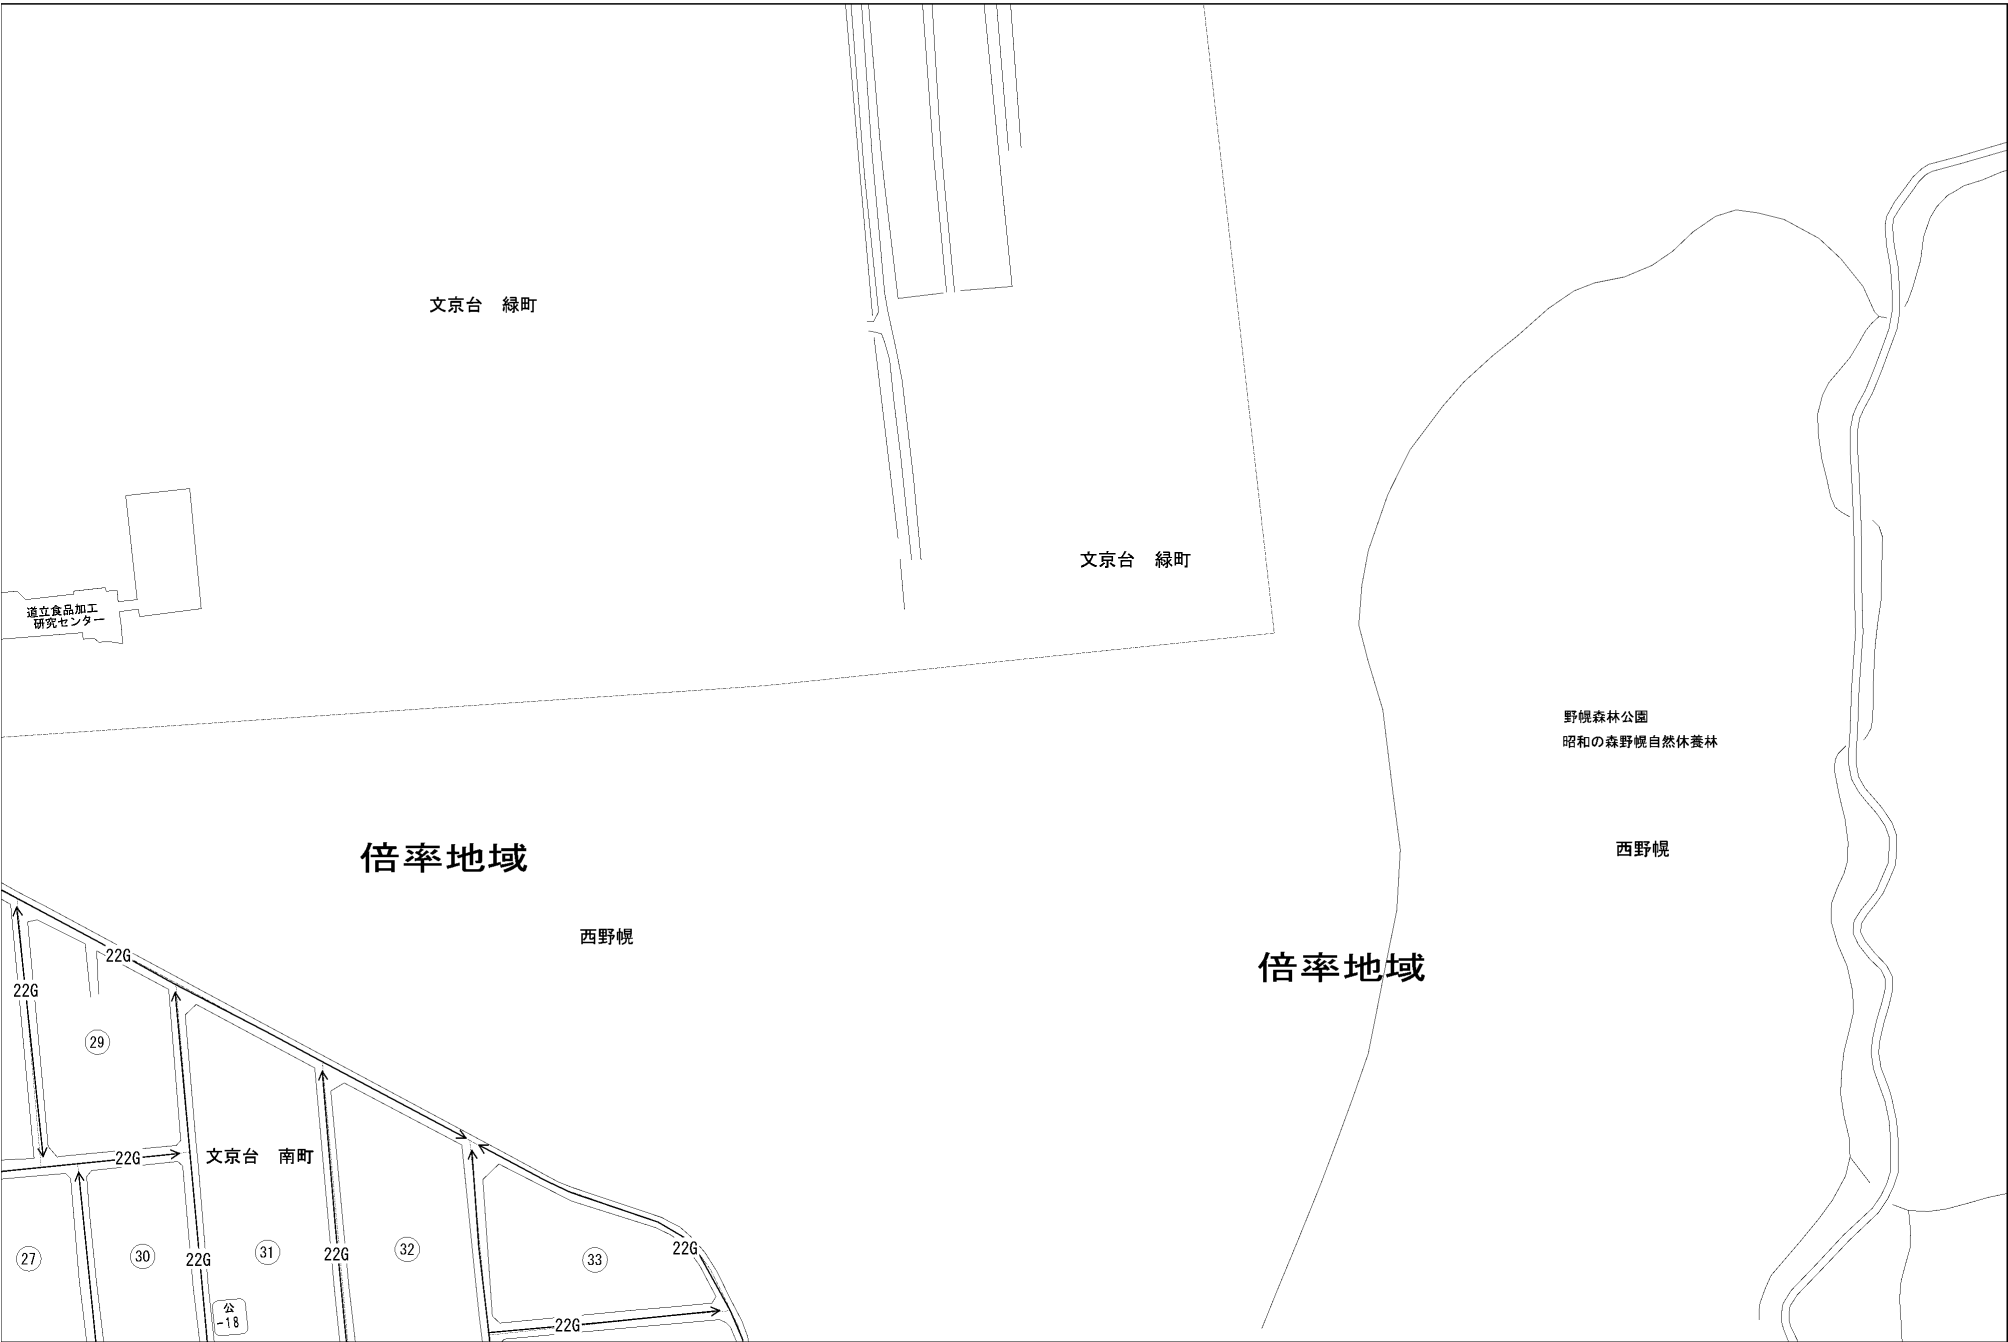 文京台　緑町
文京台　緑町
道立食品加工
研究センター
野幌森林公園
昭和の森野幌自然休養林
西野幌
倍率地域
西野幌
倍率地域
22G
22G
29
22G
文京台　南町
27
30
22G
31
22G
32
33
22G
公
-18
22G